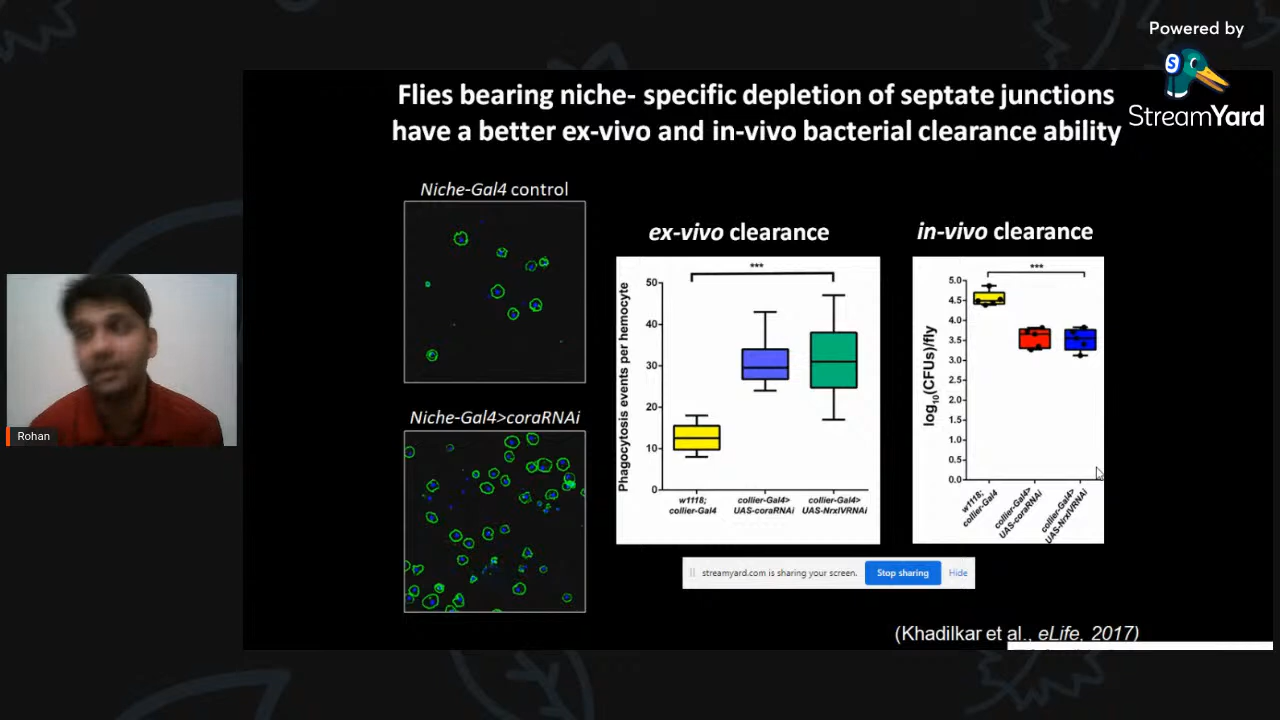 Powered by
StreamYard
Flies bearing niche- specific depletion of septate junctions
have a better ex-vivo and in-vivo bacterial clearance ability
Niche-Gal4 control
Niche-Gal4>coraRNAi
ex-vivo clearance
***
Phagocytosis events per hemocyte
50
40
30
20
10
0
w1118;
collier-Gal4
collier-Gal4>
UAS-coraRNAi
collier-Gal4>
UAS-NrxIVRNAi
in-vivo clearance
***
log10(CFUs)/fly
5.0
4.5
4.0
3.5
3.0
2.5
2.0
1.5
1.0
0.5
0.0
w1118;
collier-Gal4
collier-Gal4>
UAS-coraRNAi
collier-Gal4>
UAS-NrxIVRNAi
Rohan
streamyard.com is sharing your screen.
Stop sharing
Hide
(Khadilkar et al., eLife, 2017)